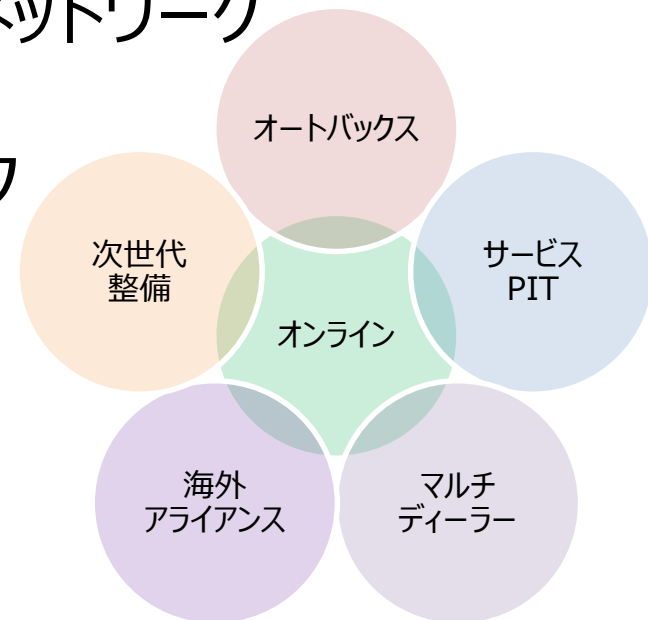 ネットワーク
ク
オートバックス
次世代
整備
サービス
PIT
オンライン
海外
アライアンス
マルチ
ディーラー